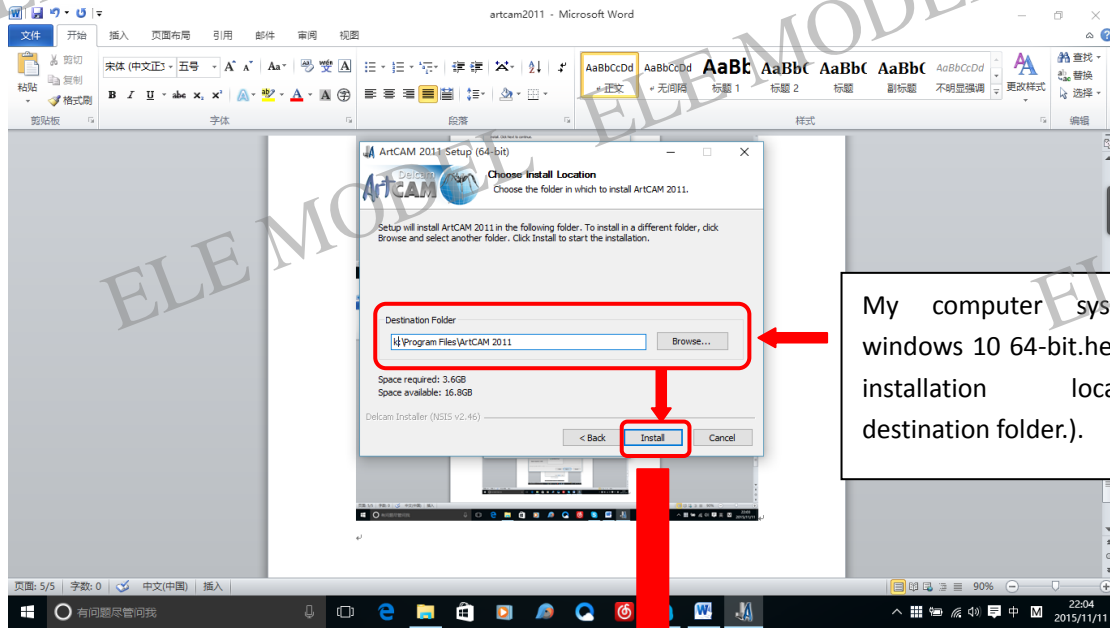 artcam2011 - Microsoft Word
文件 开始 插入 页面布局 引用 邮件 审阅 视图
剪切
复制
粘贴
格式刷
剪贴板
宋体 (中文正文 五号
字体
段落
AaBbCcDd AaBbCcDd AaBb AaBbC AaBbC AaBbC AaBbCcDd
正文 无间隔 标题 1 标题 2 标题 副标题 不明显强调
更改样式
样式
查找
替换
选择
编辑
ArtCAM 2011 Setup (64-bit)
Delcam
ArtCAM
Choose Install Location
Choose the folder in which to install ArtCAM 2011.
Setup will install ArtCAM 2011 in the following folder. To install in a different folder, click
Browse and select another folder. Click Install to start the installation.
Destination Folder
k:\Program Files\ArtCAM 2011
Browse...
Space required: 3.6GB
Space available: 16.8GB
Delcam Installer (NSIS v2.46)
< Back Install Cancel
My computer sys
windows 10 64-bit.he
installation loca
destination folder.).
页面: 5/5 字数: 0 中文(中国) 插入
90%
有问题尽管问我
中
22:04
2015/11/11
ELE MODEL
ELE MODEL